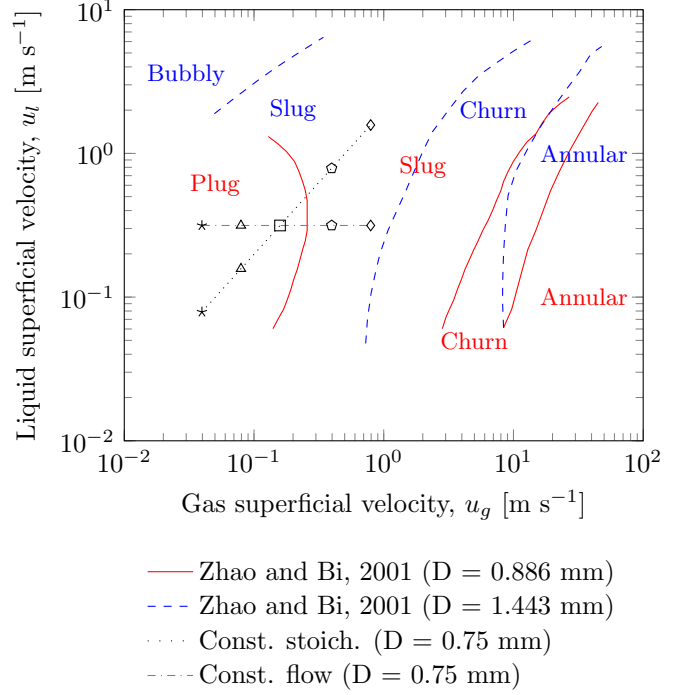 10^1
Bubbly
Slug
Churn
10^0
Annular
Plug
Slug
10^−1
Annular
Churn
10^−2
10^−2 10^−1 10^0 10^1 10^2
Liquid superficial velocity, u_l [m s^−1]
Gas superficial velocity, u_g [m s^−1]
Zhao and Bi, 2001 (D = 0.886 mm)
Zhao and Bi, 2001 (D = 1.443 mm)
Const. stoich. (D = 0.75 mm)
Const. flow (D = 0.75 mm)